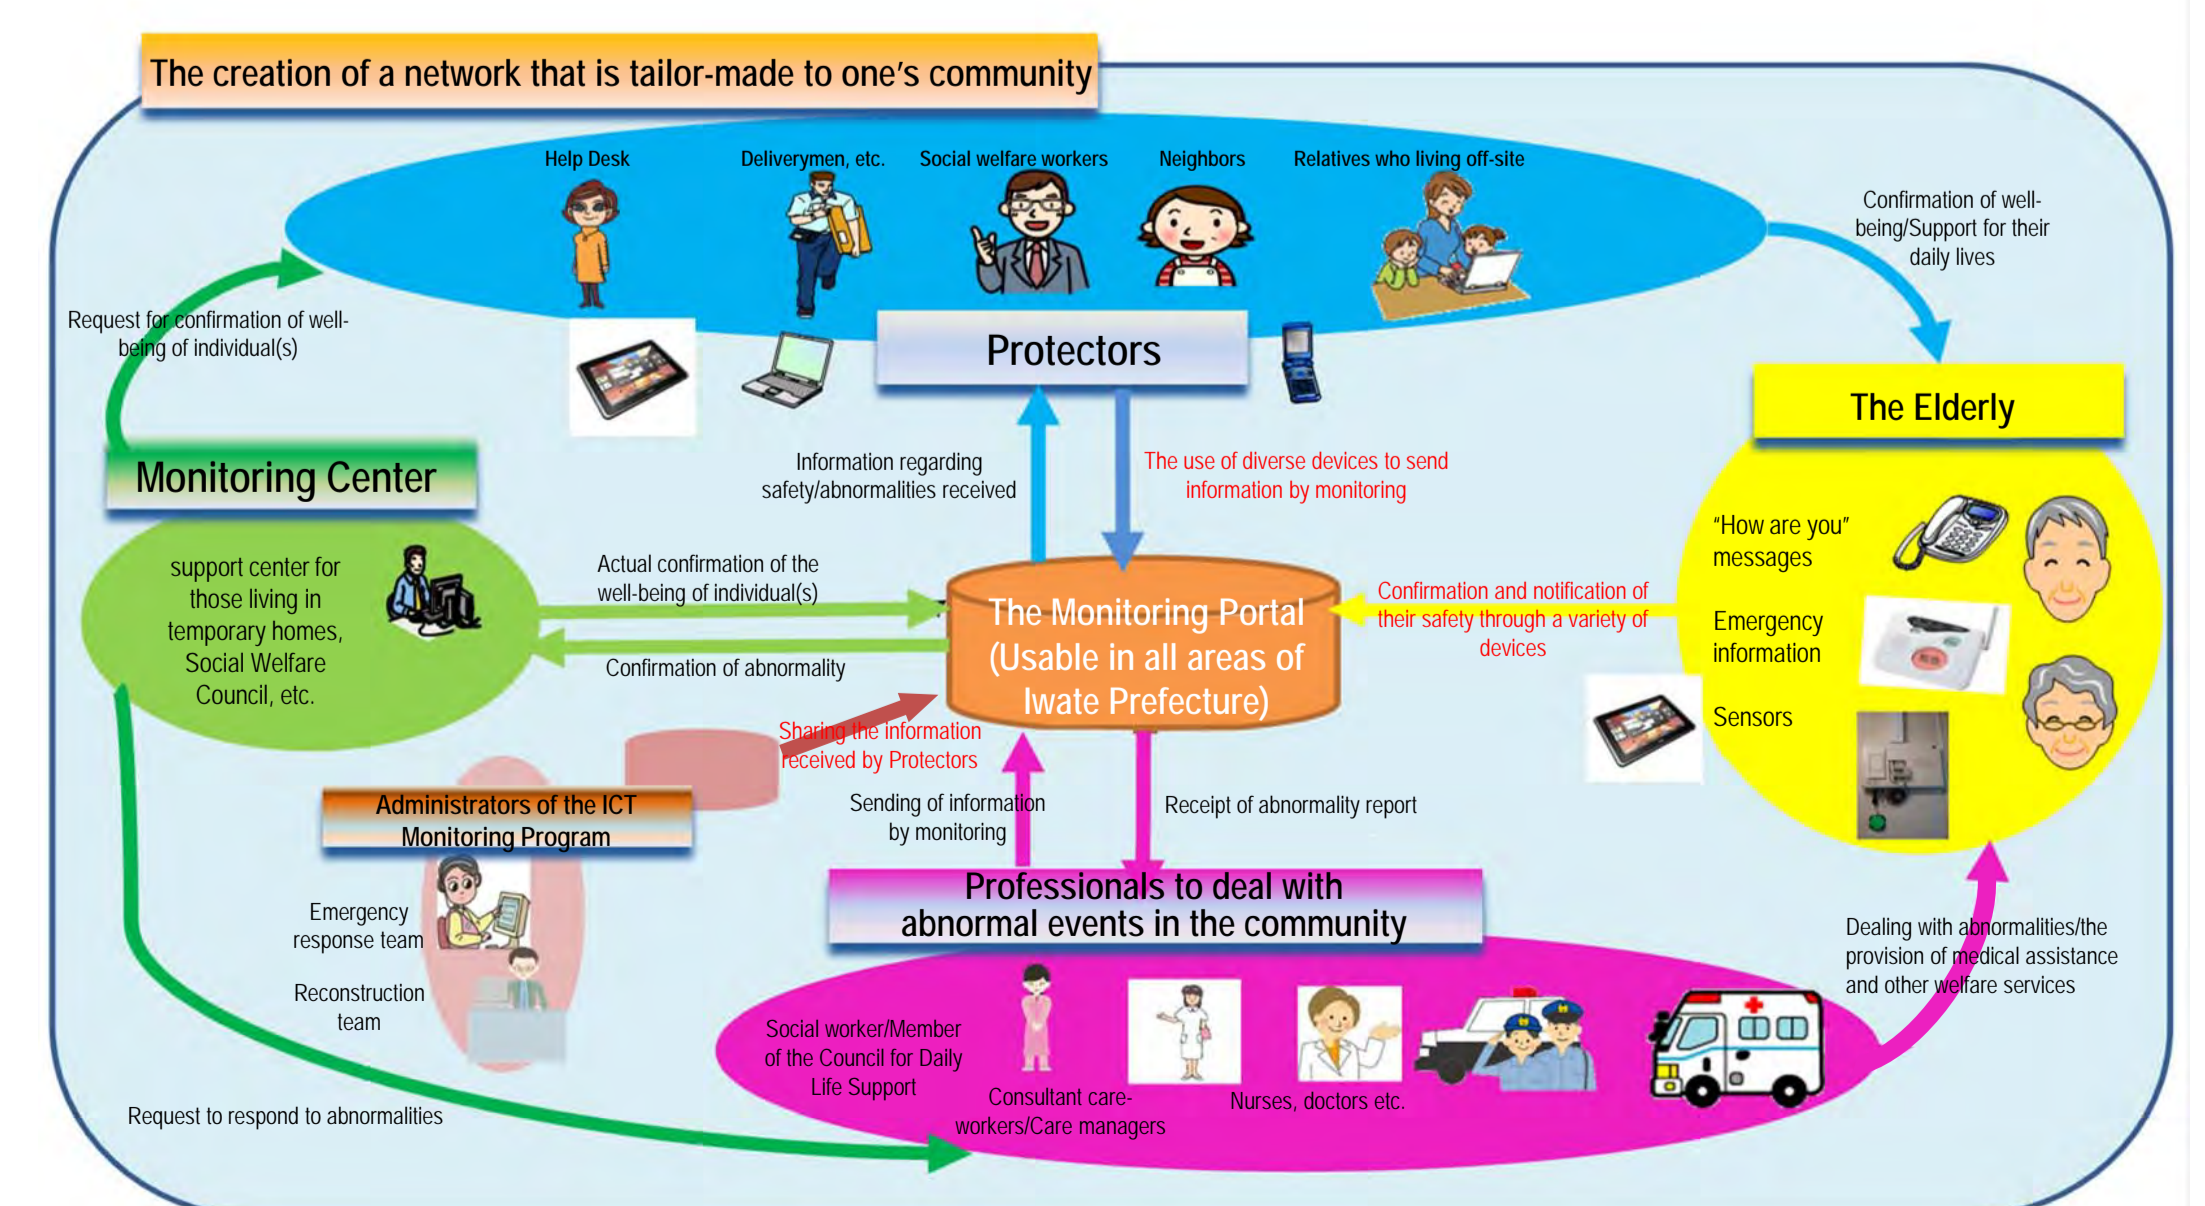 The creation of a network that is tailor-made to one's community
Help Desk
Deliverymen, etc.
Social welfare workers
Neighbors
Relatives who living off-site
Confirmation of well-
being/Support for their
daily lives
Request for confirmation of well-
being of individual(s)
Protectors
The Elderly
Monitoring Center
Information regarding
safety/abnormalities received
The use of diverse devices to send
information by monitoring
"How are you"
messages
Emergency
information
Sensors
support center for
those living in
temporary homes,
Social Welfare
Council, etc.
Actual confirmation of the
well-being of individual(s)
Confirmation of abnormality
The Monitoring Portal
(Usable in all areas of
Iwate Prefecture)
Confirmation and notification of
their safety through a variety of
devices
Sharing the information
received by Protectors
Administrators of the ICT
Monitoring Program
Sending of information
by monitoring
Receipt of abnormality report
Professionals to deal with
abnormal events in the community
Emergency
response team
Reconstruction
team
Dealing with abnormalities/the
provision of medical assistance
and other welfare services
Social worker/Member
of the Council for Daily
Life Support
Consultant care-
workers/Care managers
Nurses, doctors etc.
Request to respond to abnormalities